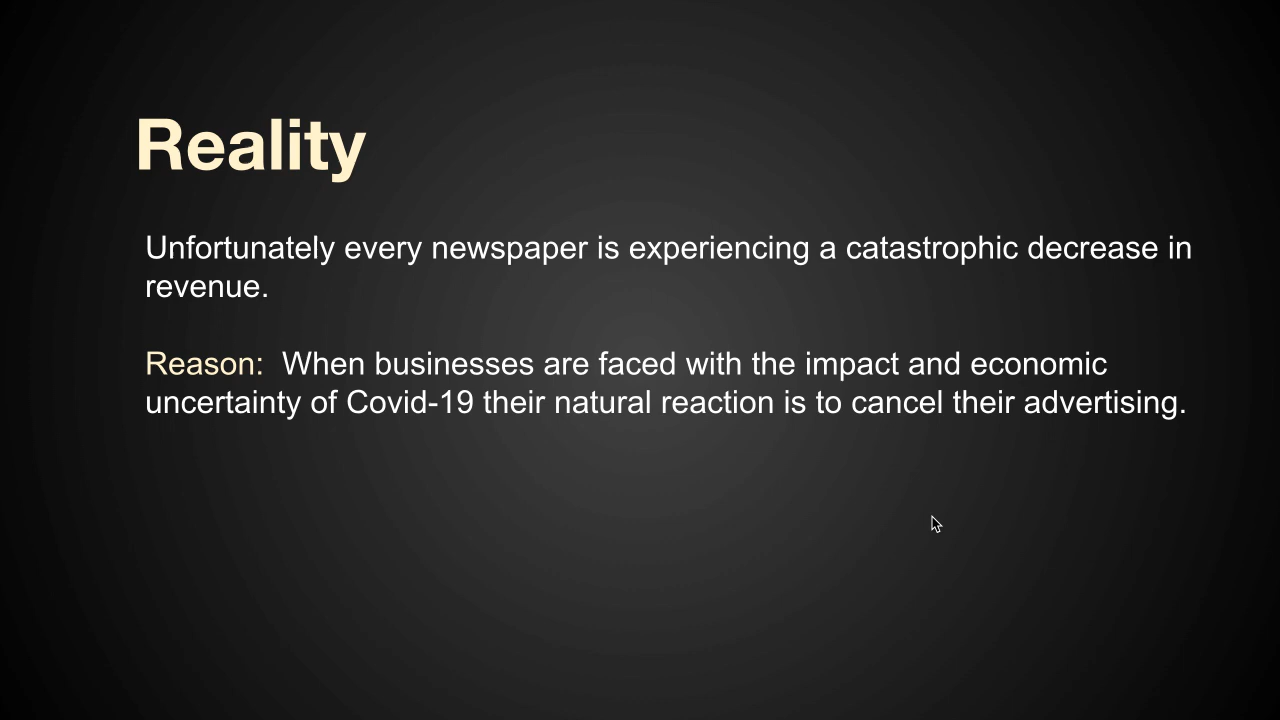 Reality
Unfortunately every newspaper is experiencing a catastrophic decrease in
revenue.
Reason:  When businesses are faced with the impact and economic
uncertainty of Covid-19 their natural reaction is to cancel their advertising.